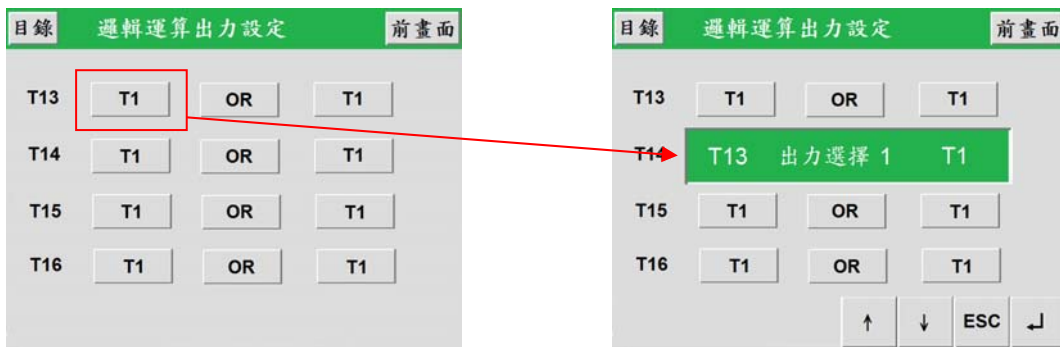 目錄 邏輯運算出力設定 前畫面
T13 T1 OR T1
T14 T1 OR T1
T15 T1 OR T1
T16 T1 OR T1
目錄 邏輯運算出力設定 前畫面
T13 T1 OR T1
T14 T13 出力選擇 1 T1
T15 T1 OR T1
T16 T1 OR T1
↑ ↓ ESC ↵